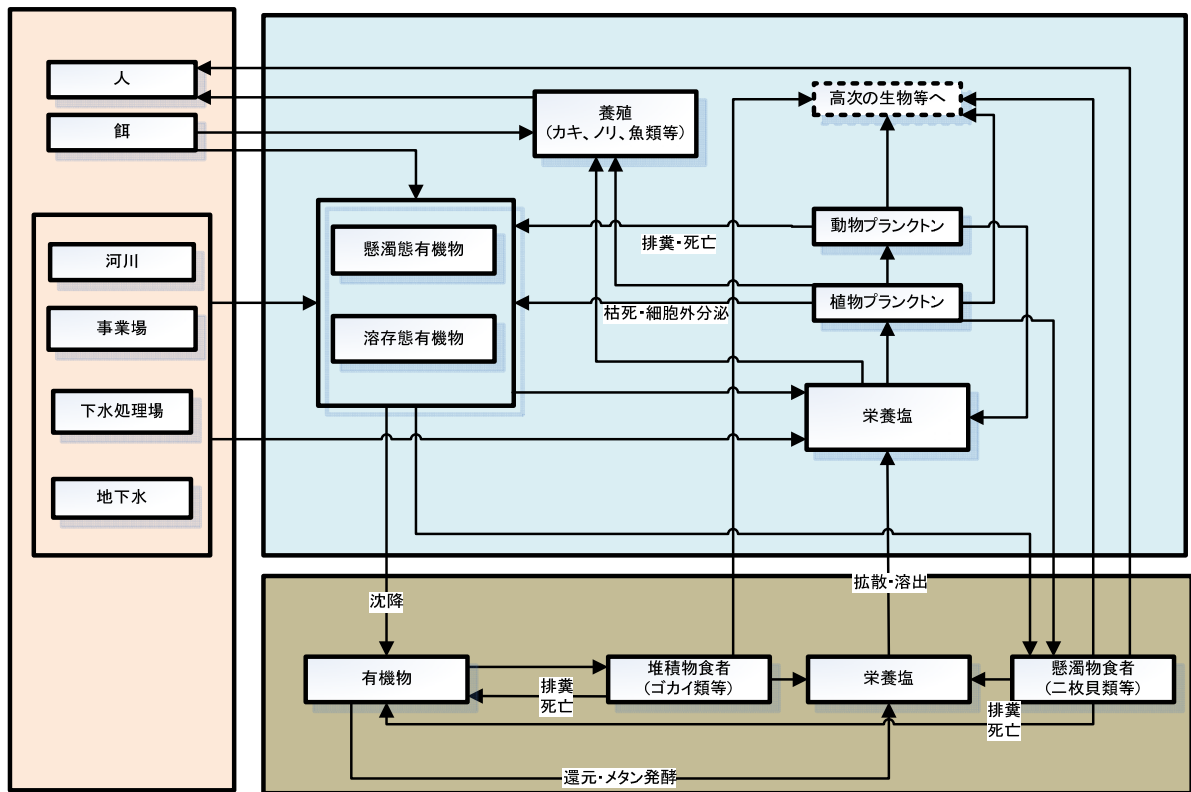 人
餌
河川
事業場
下水処理場
地下水
養殖
(カキ、ノリ、魚類等)
高次の生物等へ
懸濁態有機物
溶存態有機物
動物プランクトン
排糞・死亡
植物プランクトン
枯死・細胞外分泌
栄養塩
拡散・溶出
沈降
有機物
堆積物食者
(ゴカイ類等)
栄養塩
懸濁物食者
(二枚貝類等)
排糞
死亡
排糞
死亡
還元・メタン発酵